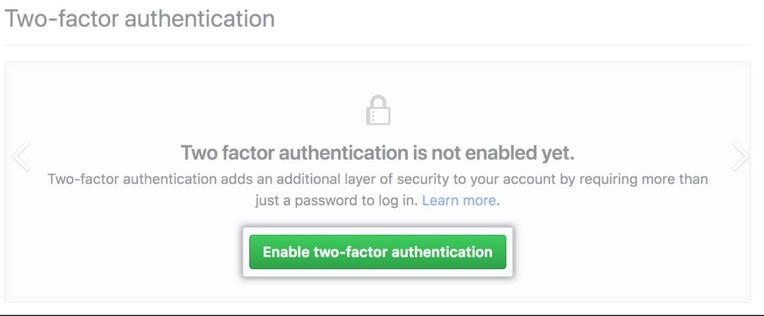 Two-factor authentication
Two factor authentication is not enabled yet.
Two-factor authentication adds an additional layer of security to your account by requiring more than
just a password to log in. Learn more.
Enable two-factor authentication